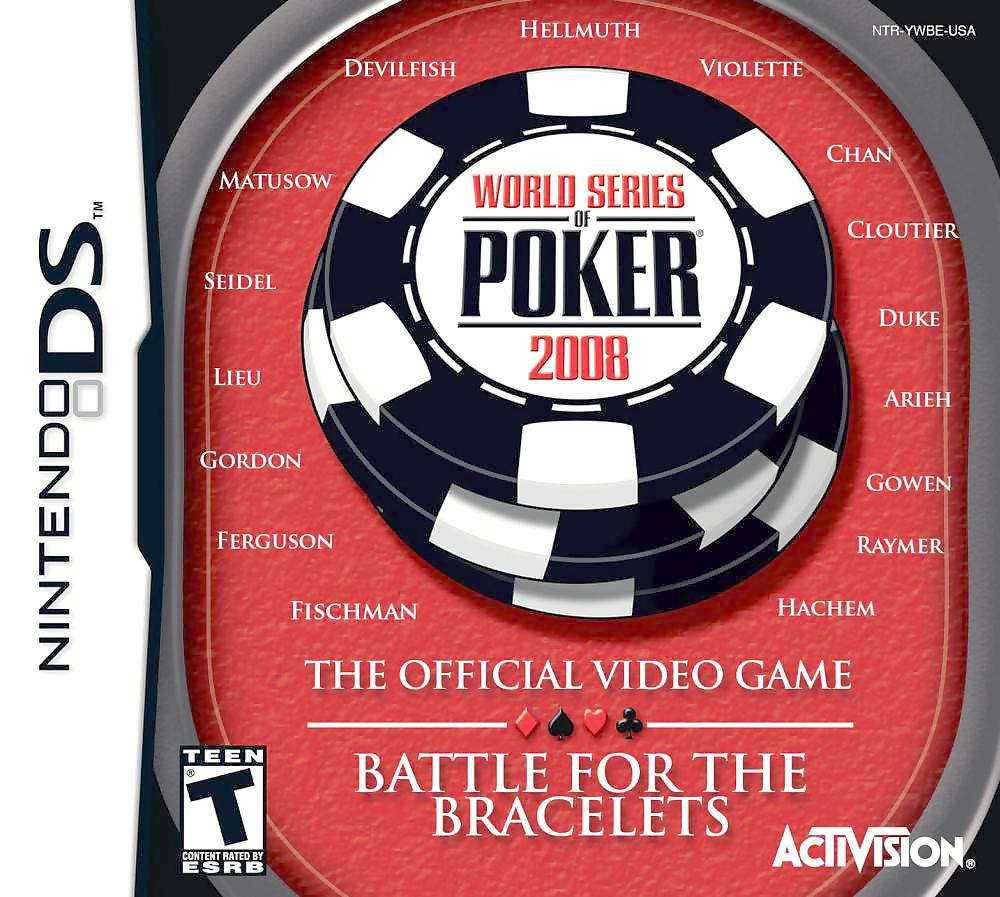 NINTENDO DS™
NTR-YWBE-USA
HELLMUTH
DEVILFISH
VIOLETTE
MATUSOW
CHAN
SEIDEL
CLOUTIER
LIEU
DUKE
GORDON
ARIEH
FERGUSON
GOWEN
FISCHMAN
RAYMER
HACHEM
WORLD SERIES
OF
POKER®
2008
THE OFFICIAL VIDEO GAME
BATTLE FOR THE
BRACELETS
TEEN
T®
CONTENT RATED BY
ESRB
ACTIVISION®